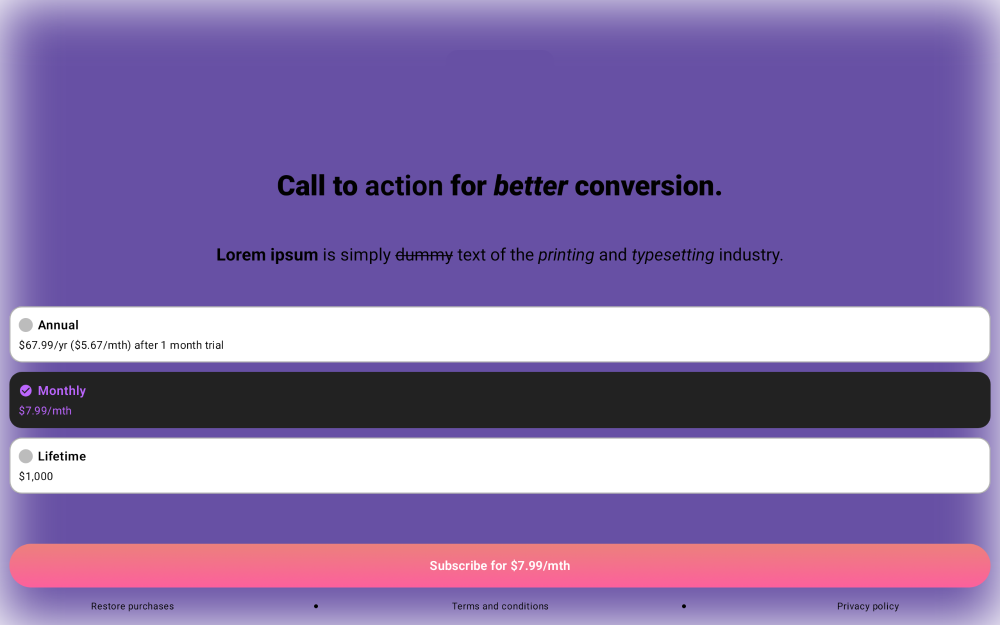 Call to action for better conversion.
Lorem ipsum is simply dummy text of the printing and typesetting industry.
Annual
$67.99/yr ($5.67/mth) after 1 month trial
Monthly
$7.99/mth
Lifetime
$1,000
Subscribe for $7.99/mth
Restore purchases • Terms and conditions • Privacy policy